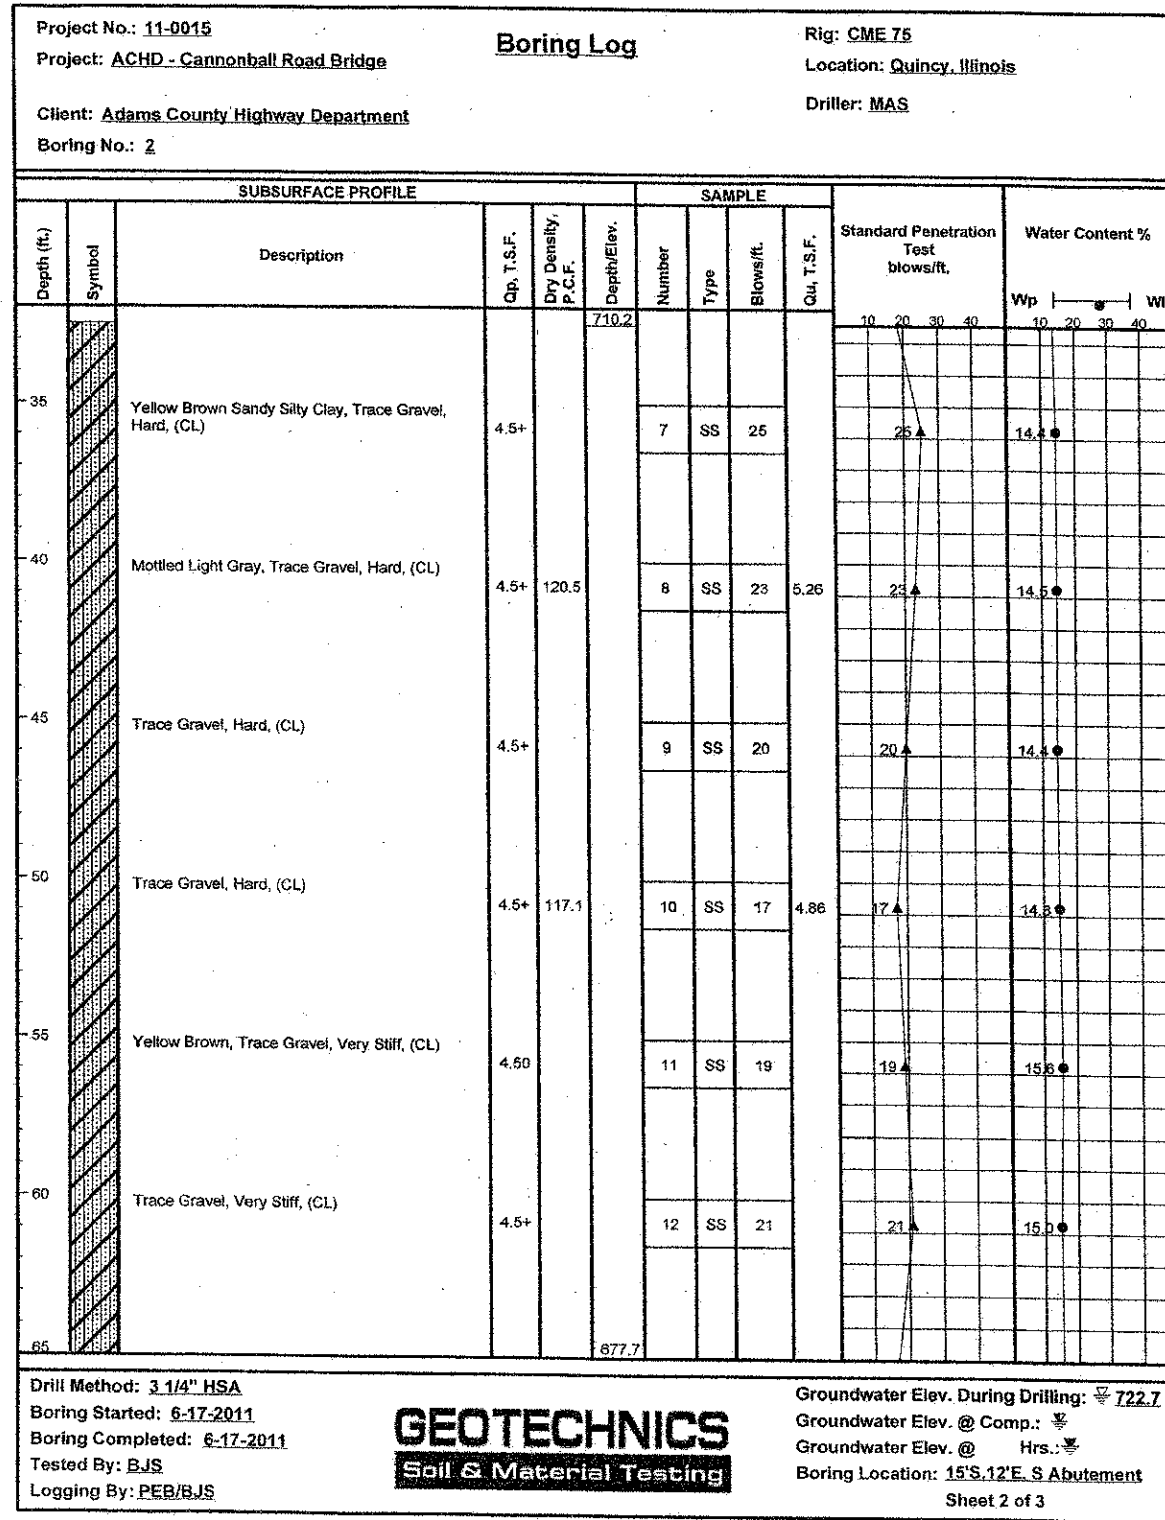 Project No.: 11-0015
Project: ACHD - Cannonball Road Bridge
Client: Adams County Highway Department
Boring No.: 2
Boring Log
Rig: CME 75
Location: Quincy, Illinois
Driller: MAS
SUBSURFACE PROFILE
SAMPLE
Depth (ft.)
Symbol
Description
Qp, T.S.F.
Dry Density, P.C.F.
Depth/Elev.
Number
Type
Blows/ft.
Qu, T.S.F.
Standard Penetration
Test
blows/ft.
Water Content %
Wp Wl
710.2
10 20 30 40
10 20 30 40
35
Yellow Brown Sandy Silty Clay, Trace Gravel,
Hard, (CL)
4.5+ 7 SS 25 25 14.4
40
Mottled Light Gray, Trace Gravel, Hard, (CL)
4.5+ 120.5 8 SS 23 5.26 23 14.5
45
Trace Gravel, Hard, (CL)
4.5+ 9 SS 20 20 14.4
50
Trace Gravel, Hard, (CL)
4.5+ 117.1 10 SS 17 4.86 17 14.8
55
Yellow Brown, Trace Gravel, Very Stiff, (CL)
4.50 11 SS 19 19 15.6
60
Trace Gravel, Very Stiff, (CL)
4.5+ 12 SS 21 21 15.0
65
677.7
Drill Method: 3 1/4" HSA
Boring Started: 6-17-2011
Boring Completed: 6-17-2011
Tested By: BJS
Logging By: PEB/BJS
GEOTECHNICS
Soil & Material Testing
Groundwater Elev. During Drilling: 722.7
Groundwater Elev. @ Comp.:
Groundwater Elev. @ Hrs.:
Boring Location: 15'S,12'E, S Abutement
Sheet 2 of 3